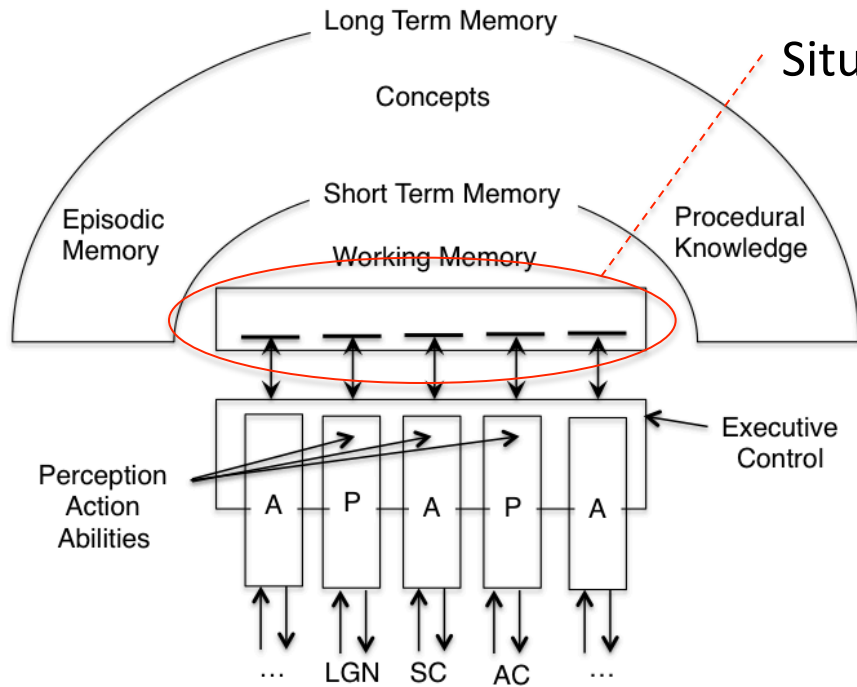 Long Term Memory
Situ
Concepts
Short Term Memory
Episodic
Memory
Procedural
Knowledge
Working Memory
Executive
Control
Perception
Action
Abilities
A P A P A
... LGN SC AC ...